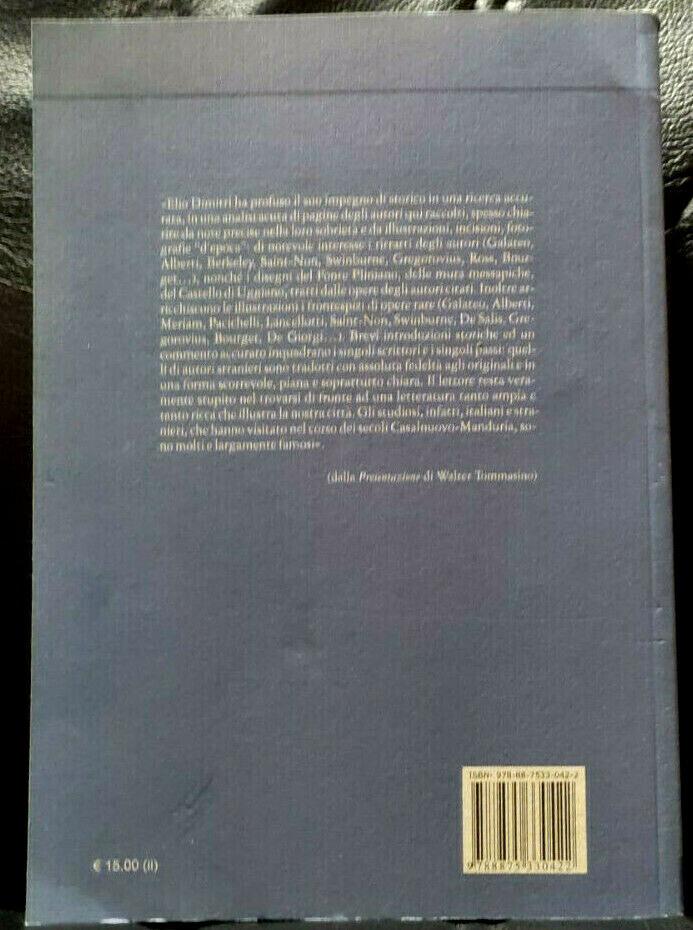 «Elio Dimitri ha profuso il suo impegno di storico in una ricerca accu-
rata, in una analisi acuta di pagine degli autori qui raccolti, spesso chia-
rite da note precise nella loro sobrietà e da illustrazioni, incisioni, foto-
grafie "d'epoca" di notevole interesse: i ritratti degli autori (Galateo,
Alberti, Berkeley, Saint-Non, Swinburne, Gregorovius, Ross, Bour-
get...), nonché i disegni del Fonte Pliniano, delle mura messapiche,
del Castello di Uggiano, tratti dalle opere degli autori citati. Inoltre ar-
ricchiscono le illustrazioni i frontespizi di opere rare (Galateo, Alberti,
Meriam, Pacichelli, Lancellotti, Saint-Non, Swinburne, De Salis, Gre-
gorovius, Bourget, De Giorgi...) Brevi introduzioni storiche ed un
commento accurato inquadrano i singoli scrittori e i singoli passi: quel-
li di autori stranieri sono tradotti con assoluta fedeltà agli originali e in
una forma scorrevole, piana e soprattutto chiara. Il lettore resta vera-
mente stupito nel trovarsi di fronte ad una letteratura tanto ampia e
tanto ricca che illustra la nostra città. Gli studiosi, infatti, italiani e stra-
nieri, che hanno visitato nel corso dei secoli Casalnuovo-Manduria, so-
no molti e largamente famosi».
(dalla Presentazione di Walter Tommasino)
ISBN- 978-88-7533-042-2
9788875330422
€ 15.00 (ii)